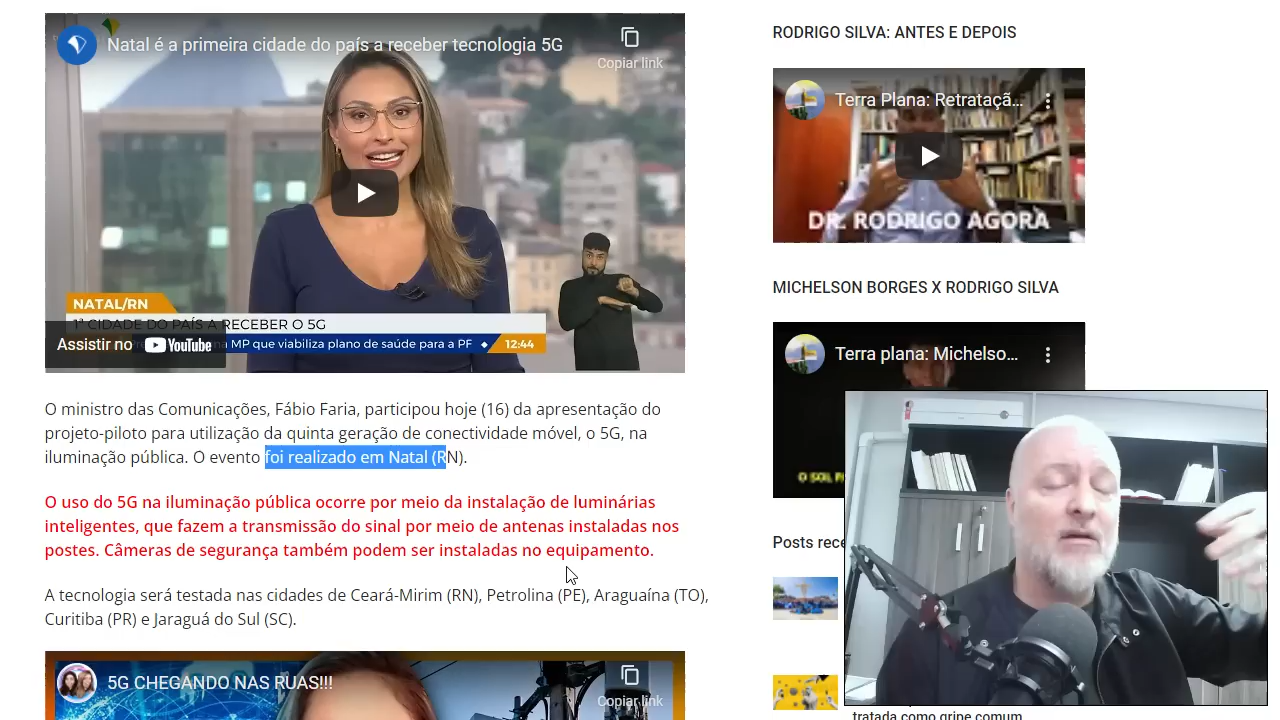 Natal é a primeira cidade do país a receber tecnologia 5G
Copiar link
NATAL/RN
1ª CIDADE DO PAÍS A RECEBER O 5G
MP que viabiliza plano de saúde para a PF
12:44
Assistir no YouTube
O ministro das Comunicações, Fábio Faria, participou hoje (16) da apresentação do
projeto-piloto para utilização da quinta geração de conectividade móvel, o 5G, na
iluminação pública. O evento foi realizado em Natal (RN).
O uso do 5G na iluminação pública ocorre por meio da instalação de luminárias
inteligentes, que fazem a transmissão do sinal por meio de antenas instaladas nos
postes. Câmeras de segurança também podem ser instaladas no equipamento.
A tecnologia será testada nas cidades de Ceará-Mirim (RN), Petrolina (PE), Araguaína (TO),
Curitiba (PR) e Jaraguá do Sul (SC).
5G CHEGANDO NAS RUAS!!!
Copiar link
RODRIGO SILVA: ANTES E DEPOIS
Terra Plana: Retrataçã...
DR. RODRIGO AGORA
MICHELSON BORGES X RODRIGO SILVA
Terra plana: Michelso...
O SOL
Posts rece
tratada como gripe comum